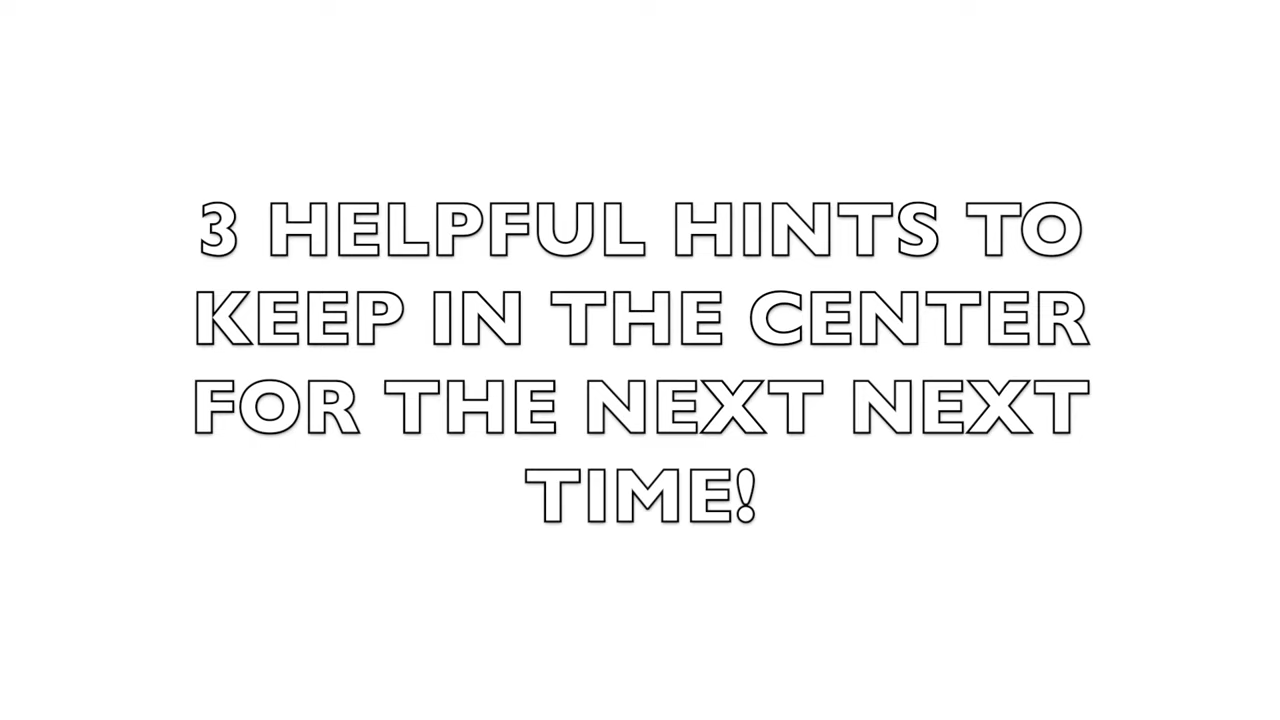 3 HELPFUL HINTS TO
KEEP IN THE CENTER
FOR THE NEXT NEXT
TIME!